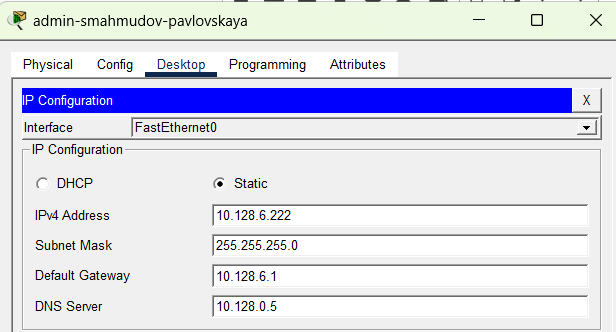 admin-smahmudov-pavlovskaya
Physical Config Desktop Programming Attributes
IP Configuration X
Interface FastEthernet0
IP Configuration
DHCP Static
IPv4 Address 10.128.6.222
Subnet Mask 255.255.255.0
Default Gateway 10.128.6.1
DNS Server 10.128.0.5